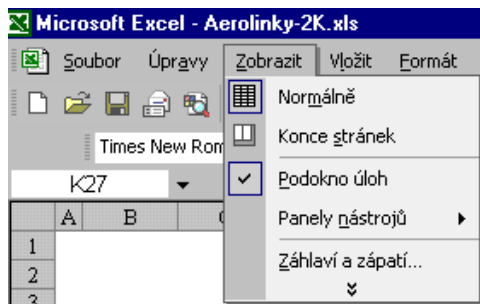 Microsoft Excel - Aerolinky-2K.xls
Soubor Úpravy Zobrazit Vložit Formát
Normálně
Konce stránek
Times New Rom
Podokno úloh
K27
Panely nástrojů
A B
1
Záhlaví a zápatí...
2
3